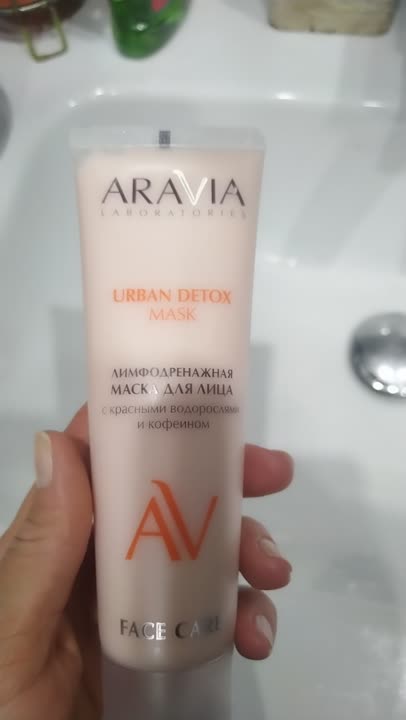 ARAVIA
LABORATORIES
URBAN DETOX
MASK
ЛИМФОДРЕНАЖНАЯ
МАСКА ДЛЯ ЛИЦА
с красными водорослями
и кофеином
AV
FACE CARE